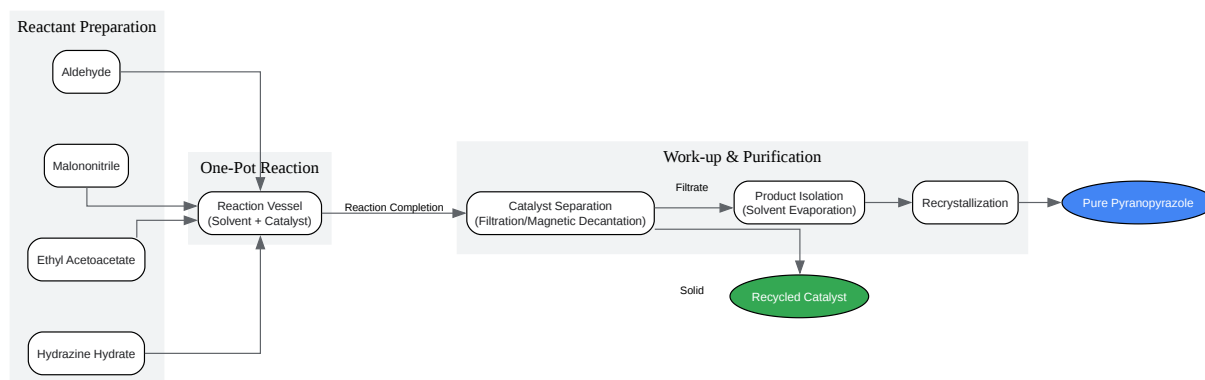 Reactant Preparation
Aldehyde
Malononitrile
Ethyl Acetoacetate
Hydrazine Hydrate
One-Pot Reaction
Reaction Vessel
(Solvent + Catalyst)
Reaction Completion
Work-up & Purification
Catalyst Separation
(Filtration/Magnetic Decantation)
Filtrate
Product Isolation
(Solvent Evaporation)
Recrystallization
Pure Pyranopyrazole
Solid
Recycled Catalyst